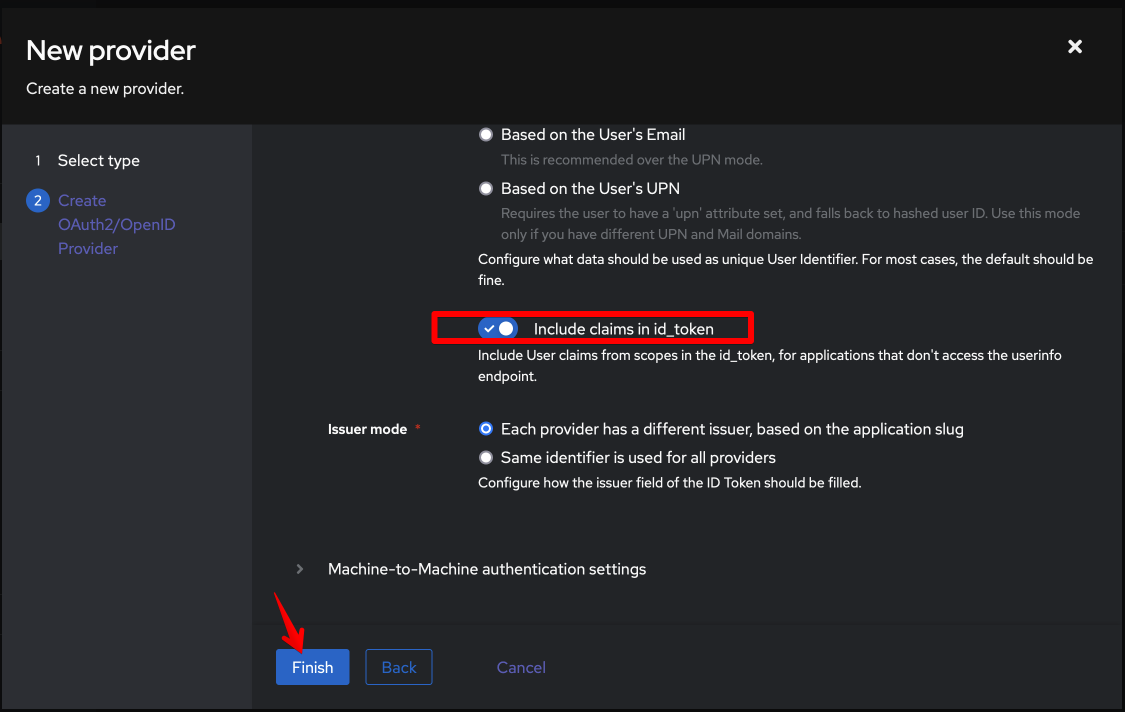 New provider
Create a new provider.
1 Select type
2 Create
OAuth2/OpenID
Provider
Based on the User's Email
This is recommended over the UPN mode.
Based on the User's UPN
Requires the user to have a 'upn' attribute set, and falls back to hashed user ID. Use this mode
only if you have different UPN and Mail domains.
Configure what data should be used as unique User Identifier. For most cases, the default should be
fine.
Include claims in id_token
Include User claims from scopes in the id_token, for applications that don't access the userinfo
endpoint.
Issuer mode *
Each provider has a different issuer, based on the application slug
Same identifier is used for all providers
Configure how the issuer field of the ID Token should be filled.
Machine-to-Machine authentication settings
Finish Back Cancel